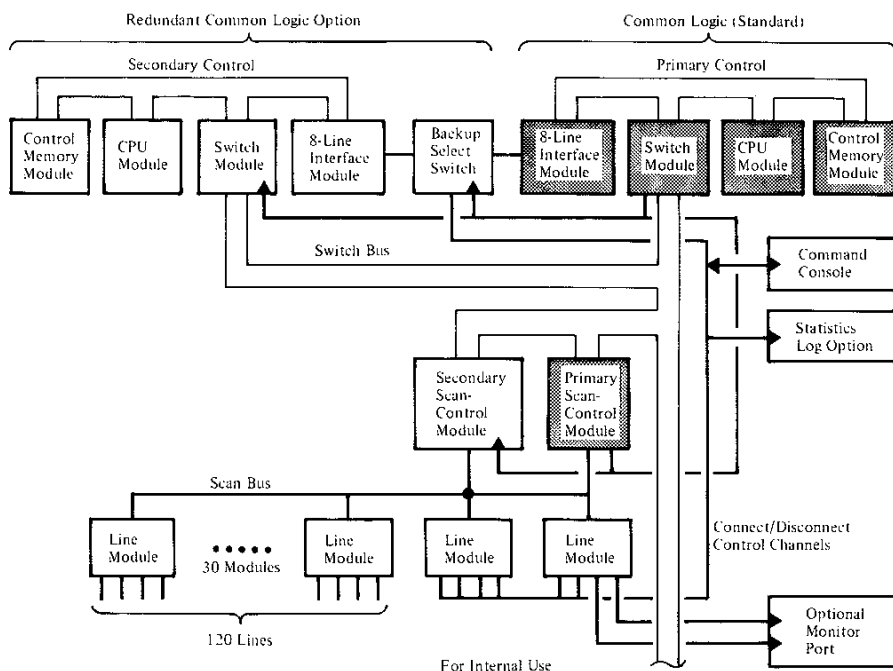 Redundant Common Logic Option
Common Logic (Standard)
Secondary Control
Primary Control
Control
Memory
Module
CPU
Module
Switch
Module
8-Line
Interface
Module
Backup
Select
Switch
8-Line
Interface
Module
Switch
Module
CPU
Module
Control
Memory
Module
Switch Bus
Command
Console
Statistics
Log Option
Secondary
Scan-
Control
Module
Primary
Scan-
Control
Module
Scan Bus
Line
Module
30 Modules
Line
Module
Line
Module
Line
Module
Connect/Disconnect
Control Channels
120 Lines
Optional
Monitor
Port
For Internal Use